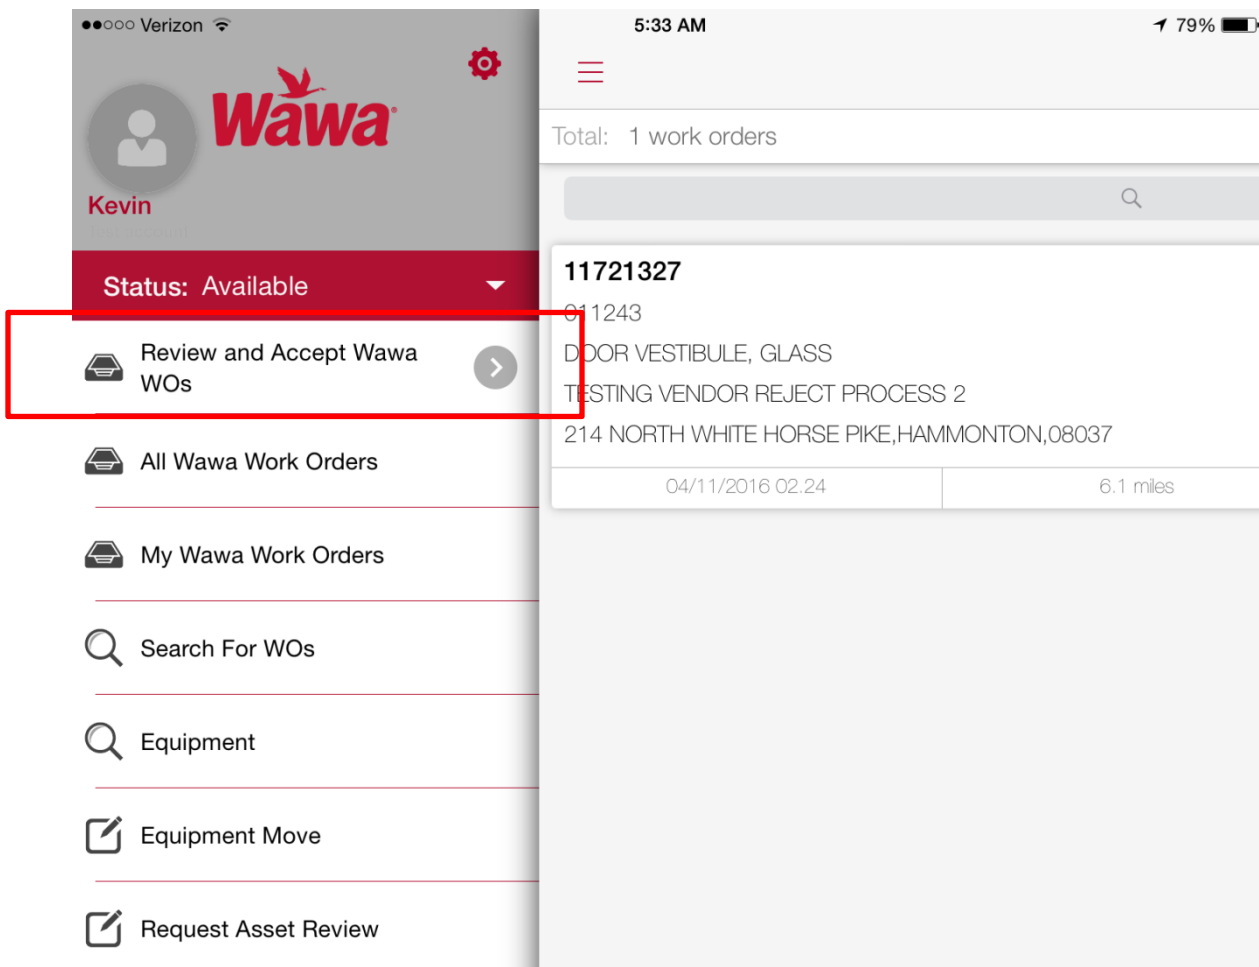 Verizon
5:33 AM
79%
Wawa
Kevin
Status: Available
Review and Accept Wawa
WOs
All Wawa Work Orders
My Wawa Work Orders
Search For WOs
Equipment
Equipment Move
Request Asset Review
Total: 1 work orders
11721327
011243
DOOR VESTIBULE, GLASS
TESTING VENDOR REJECT PROCESS 2
214 NORTH WHITE HORSE PIKE,HAMMONTON,08037
04/11/2016 02.24
6.1 miles